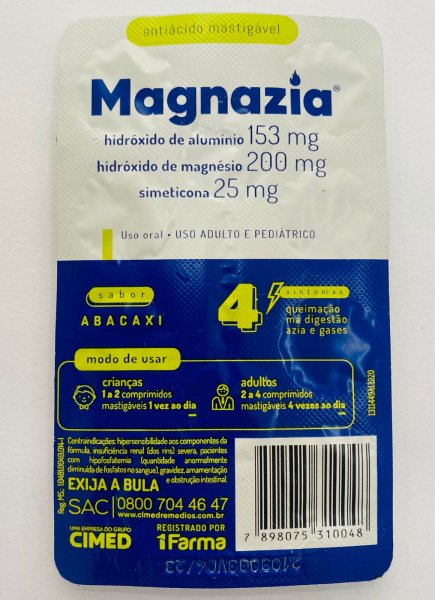 antiácido mastigável
Magnazia®
hidróxido de alumínio 153 mg
hidróxido de magnésio 200 mg
simeticona 25 mg
Uso oral • USO ADULTO E PEDIÁTRICO
sabor
ABACAXI
4
sintomas
queimação
má digestão
azia e gases
modo de usar
crianças
1 a 2 comprimidos
mastigáveis 1 vez ao dia
adultos
2 a 4 comprimidos
mastigáveis 4 vezes ao dia
Contraindicações: hipersensibilidade aos componentes da
fórmula, insuficiência renal (dos rins) severa, pacientes
com hipofosfatemia (quantidade anormalmente
diminuída de fosfato no sangue), gravidez, amamentação
e obstrução intestinal.
EXIJA A BULA
SAC 0800 704 46 47
www.cimedremedios.com.br
UMA EMPRESA DO GRUPO
CIMED
REGISTRADO POR
1Farma
7 898075 310048